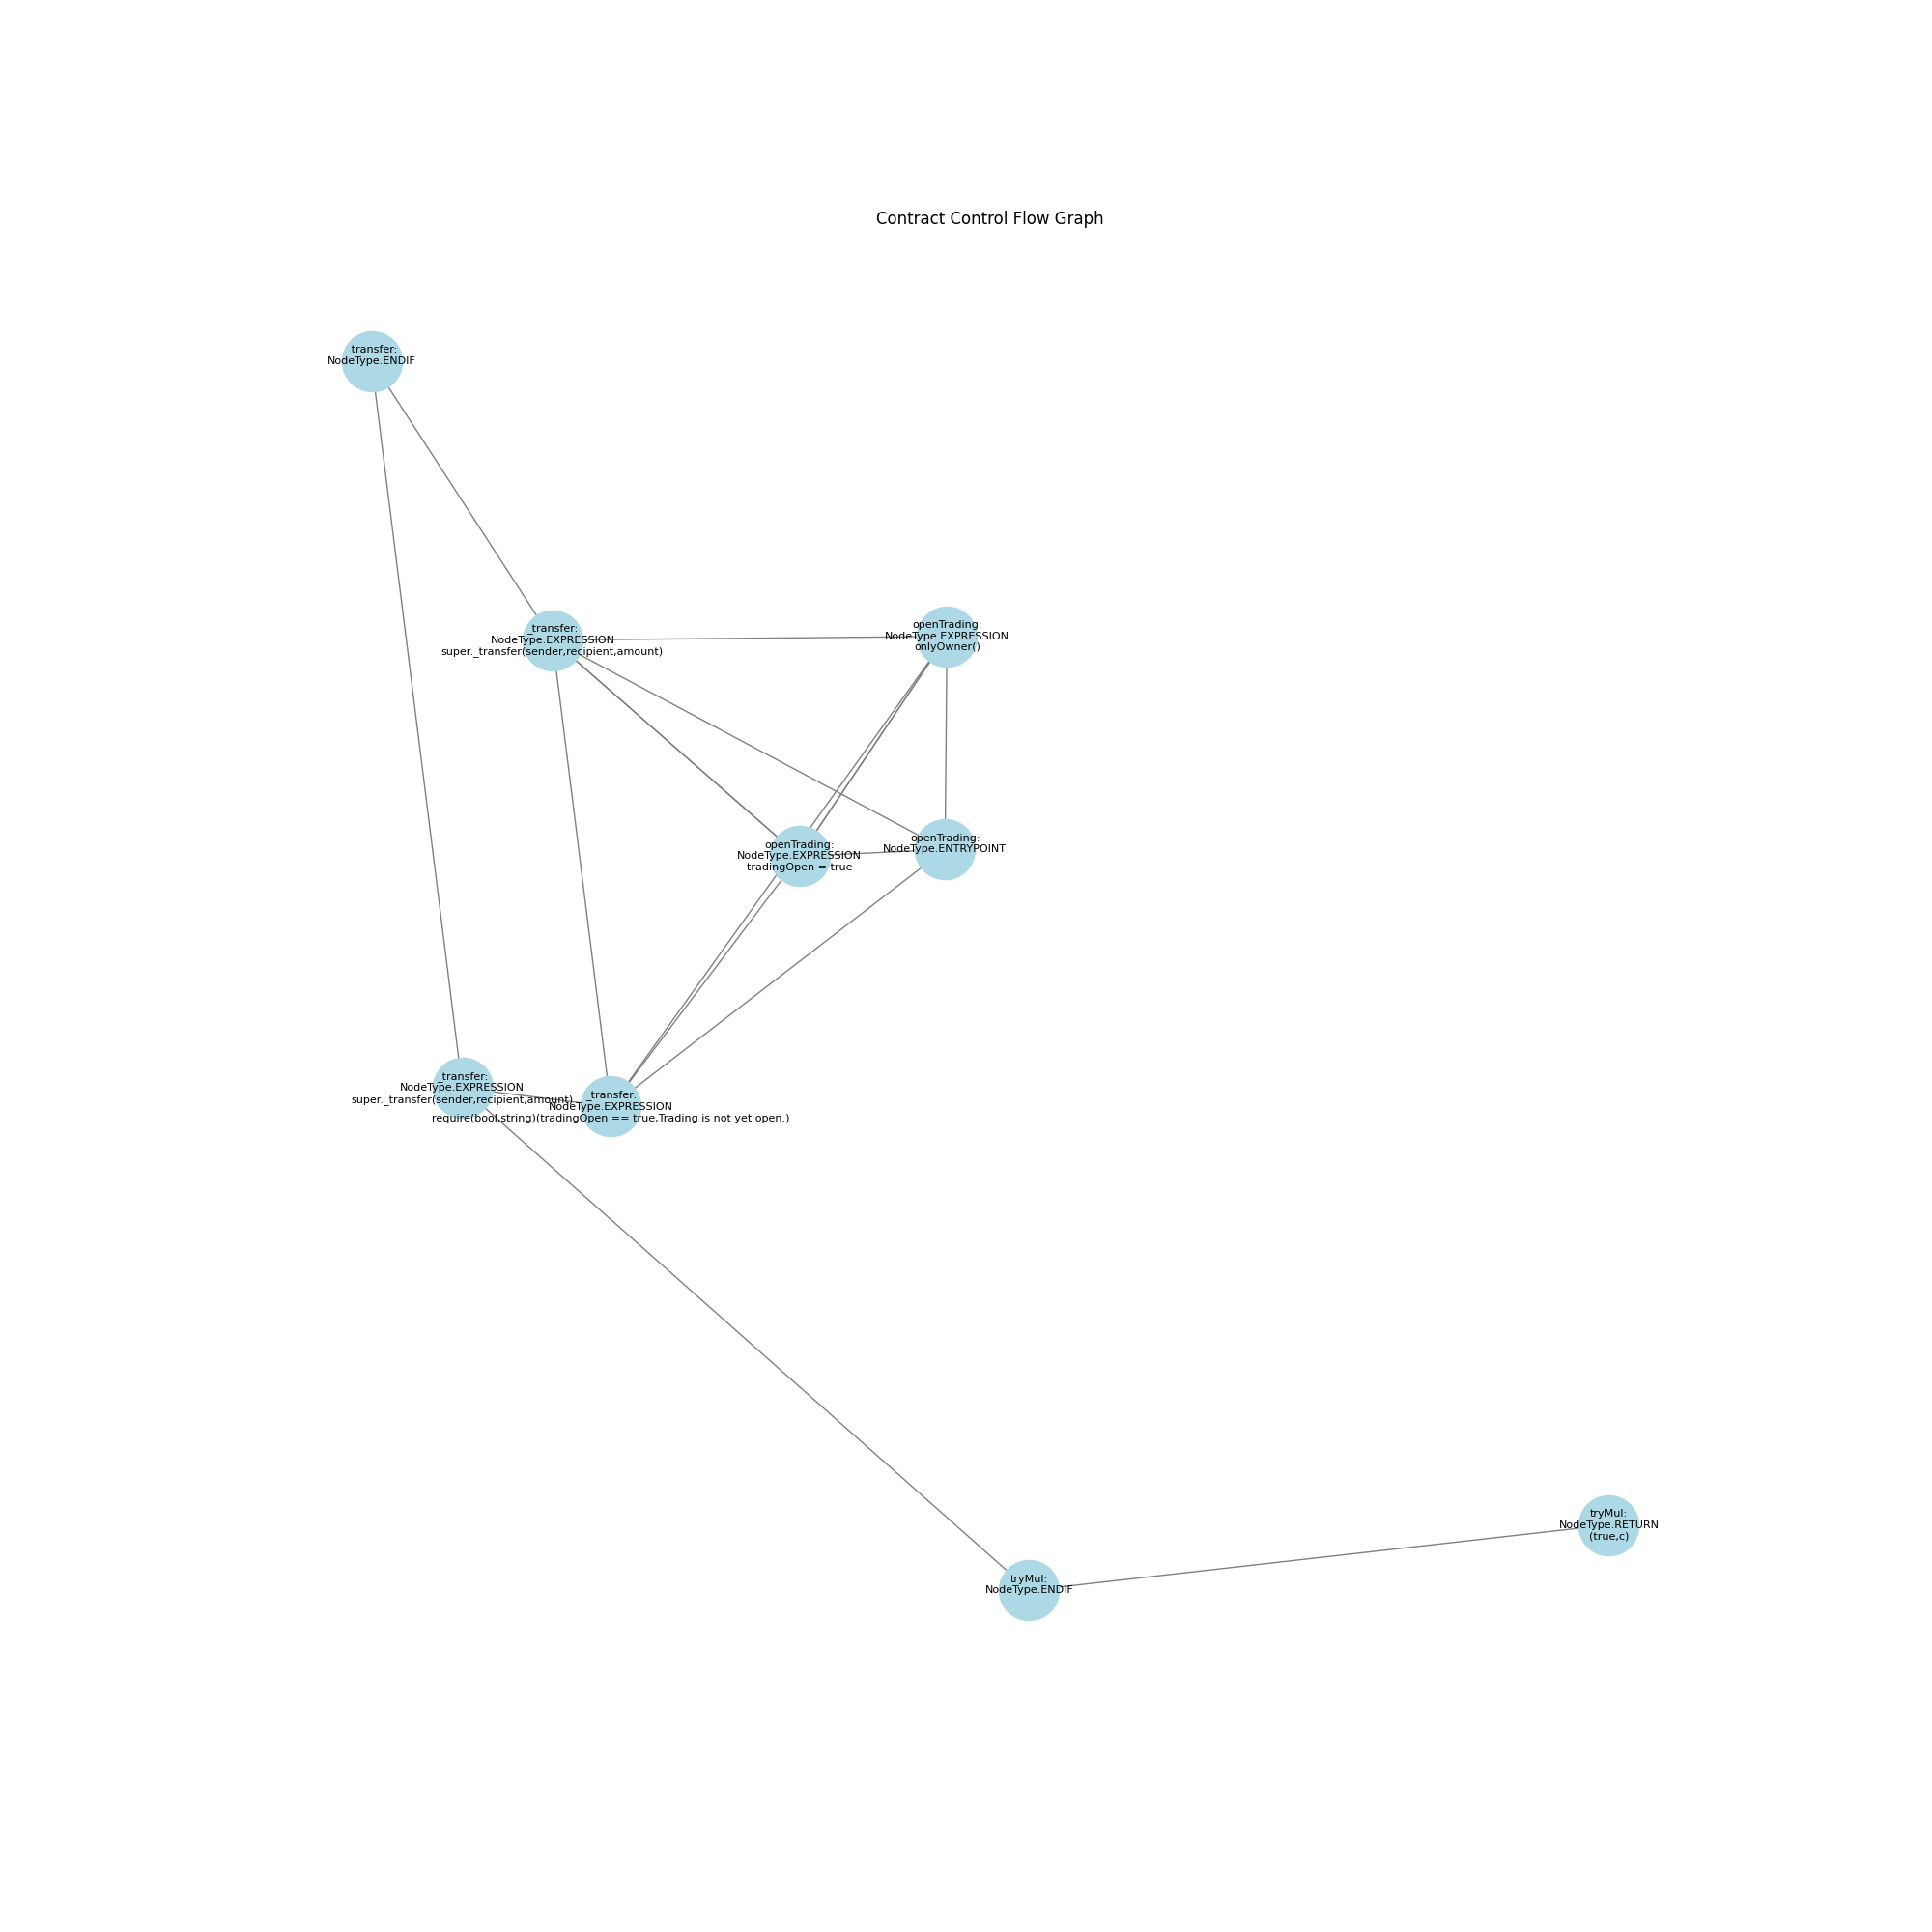 Contract Control Flow Graph
_transfer:
NodeType.ENDIF
_transfer:
NodeType.EXPRESSION
super._transfer(sender,recipient,amount)
openTrading:
NodeType.EXPRESSION
onlyOwner()
openTrading:
NodeType.EXPRESSION
tradingOpen = true
openTrading:
NodeType.ENTRYPOINT
_transfer:
NodeType.EXPRESSION
super._transfer(sender,recipient,amount)
_transfer:
NodeType.EXPRESSION
require(bool,string)(tradingOpen == true,Trading is not yet open.)
tryMul:
NodeType.RETURN
(true,c)
tryMul:
NodeType.ENDIF